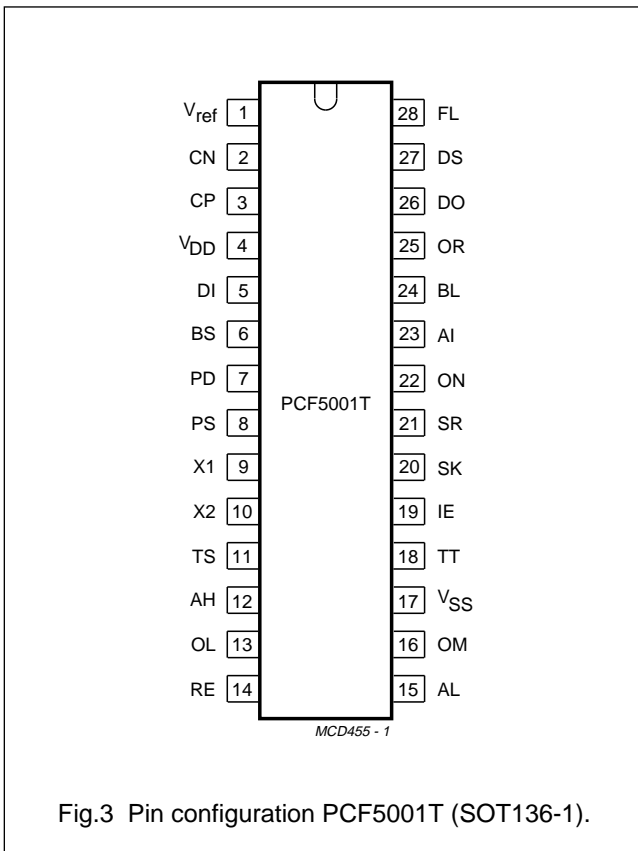 Vref 1 28 FL
CN 2 27 DS
CP 3 26 DO
VDD 4 25 OR
DI 5 24 BL
BS 6 23 AI
PD 7 22 ON
PCF5001T
PS 8 21 SR
X1 9 20 SK
X2 10 19 IE
TS 11 18 TT
AH 12 17 VSS
OL 13 16 OM
RE 14 15 AL
MCD455 - 1
Fig.3 Pin configuration PCF5001T (SOT136-1).